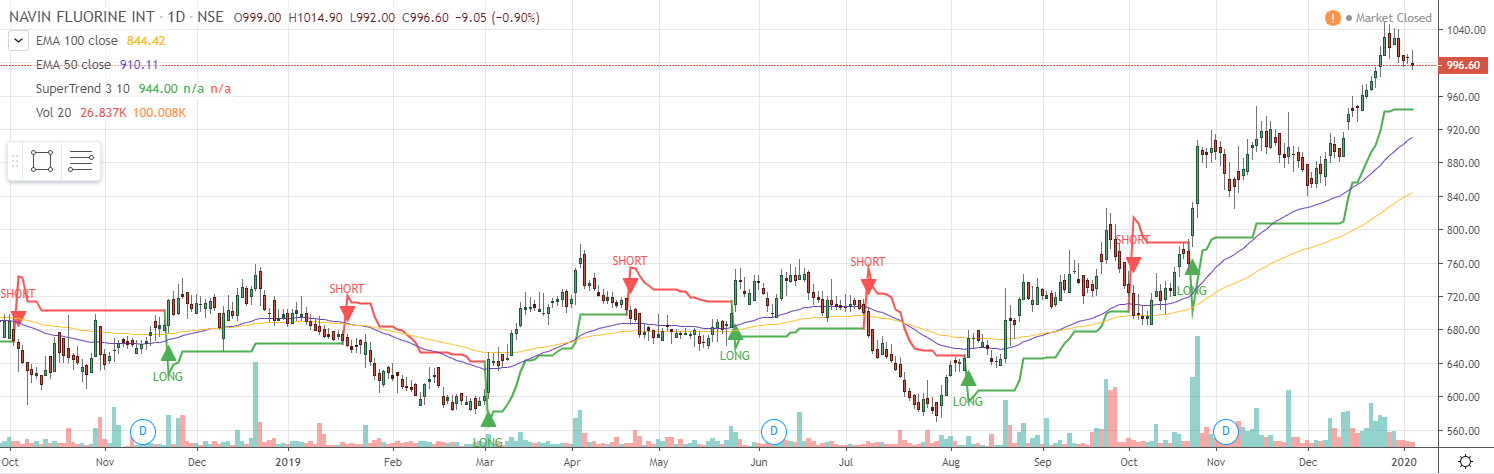 NAVIN FLUORINE INT · 1D · NSE O999.00 H1014.90 L992.00 C996.60 −9.05 (−0.90%)
! ● Market Closed
EMA 100 close 844.42
EMA 50 close 910.11
SuperTrend 3 10 944.00 n/a n/a
Vol 20 26.837K 100.008K
1040.00
996.60
960.00
920.00
880.00
840.00
800.00
760.00
720.00
680.00
640.00
600.00
560.00
SHORT
LONG
SHORT
LONG
SHORT
LONG
SHORT
LONG
SHORT
LONG
D
D
D
Oct Nov Dec 2019 Feb Mar Apr May Jun Jul Aug Sep Oct Nov Dec 2020